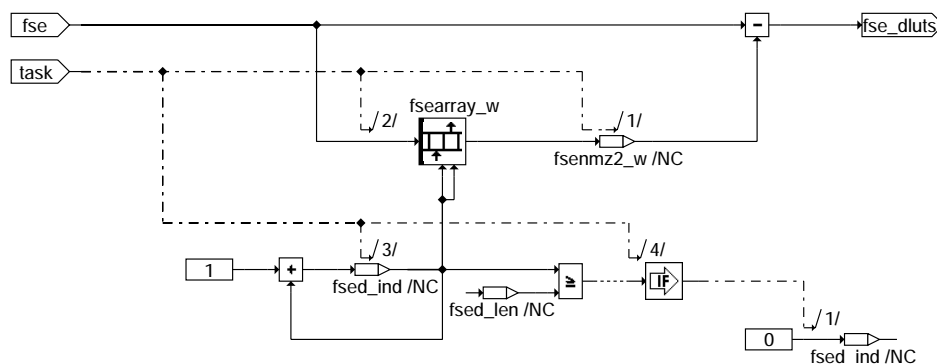 fse
fse_dluts
task
fsearray_w
/2/
/1/
fsenmz2_w /NC
/3/
/4/
1
+
fsed_ind /NC
fsed_len /NC
≥
IF
/1/
0
fsed_ind /NC